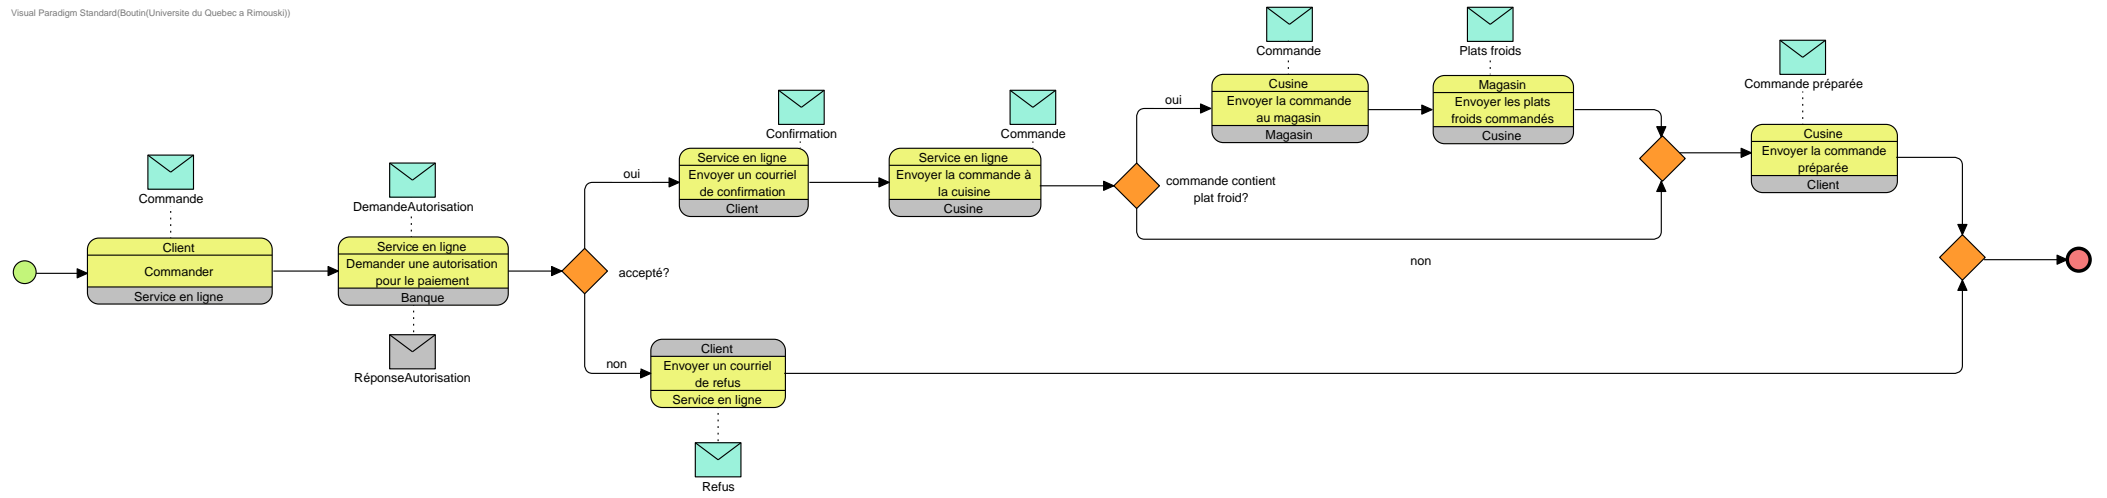 Visual Paradigm Standard(Boutin(Universite du Quebec a Rimouski))
Commande
Client
Commander
Service en ligne
DemandeAutorisation
Service en ligne
Demander une autorisation
pour le paiement
Banque
RéponseAutorisation
accepté?
oui
non
Confirmation
Service en ligne
Envoyer un courriel
de confirmation
Client
Commande
Service en ligne
Envoyer la commande à
la cuisine
Cusine
Client
Envoyer un courriel
de refus
Service en ligne
Refus
commande contient
plat froid?
oui
non
Commande
Cusine
Envoyer la commande
au magasin
Magasin
Plats froids
Magasin
Envoyer les plats
froids commandés
Cusine
Commande préparée
Cusine
Envoyer la commande
préparée
Client